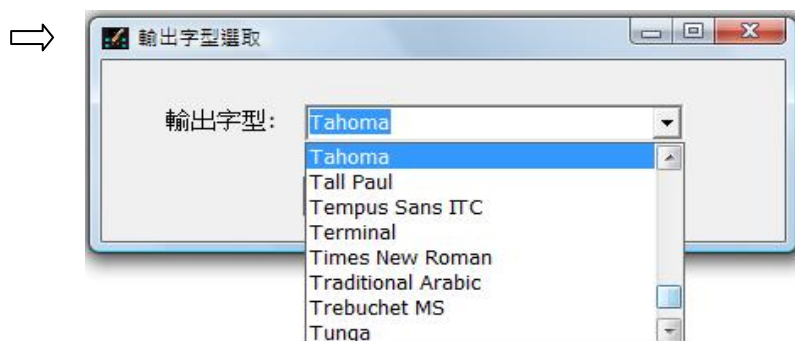 輸出字型選取
輸出字型:
Tahoma
Tahoma
Tall Paul
Tempus Sans ITC
Terminal
Times New Roman
Traditional Arabic
Trebuchet MS
Tunga